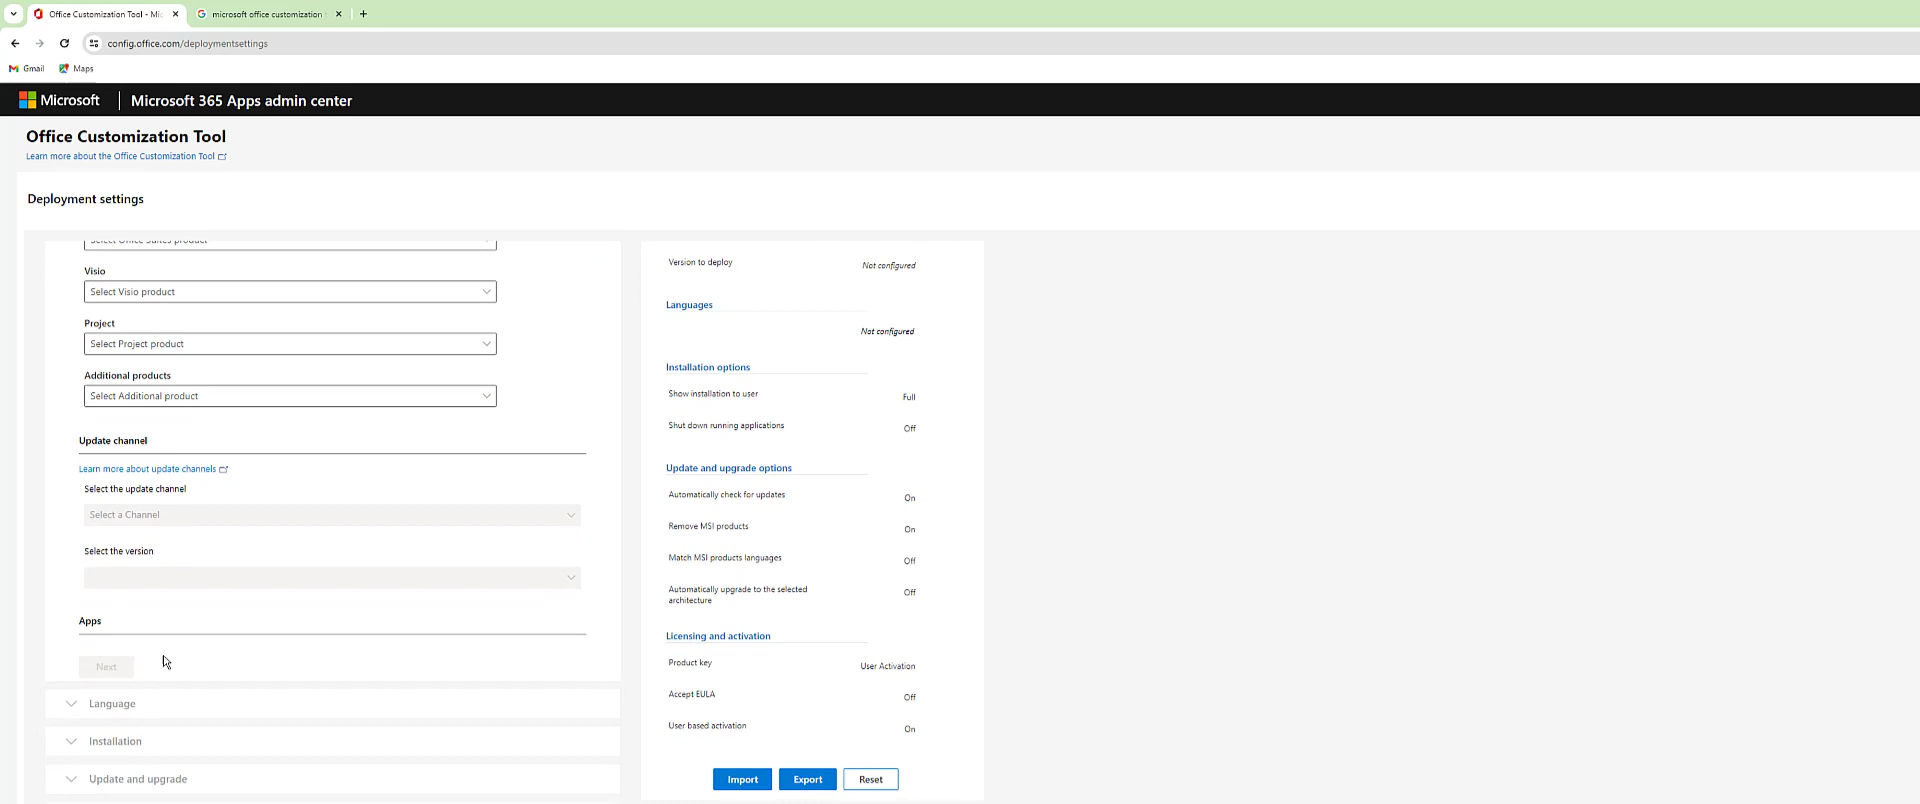 Office Customization Tool - Mic
microsoft office customization
config.office.com/deploymentsettings
Gmail
Maps
Microsoft
Microsoft 365 Apps admin center
Office Customization Tool
Learn more about the Office Customization Tool
Deployment settings
Select Office Suites product
Visio
Select Visio product
Project
Select Project product
Additional products
Select Additional product
Update channel
Learn more about update channels
Select the update channel
Select a Channel
Select the version
Apps
Next
Language
Installation
Update and upgrade
Version to deploy
Not configured
Languages
Not configured
Installation options
Show installation to user
Full
Shut down running applications
Off
Update and upgrade options
Automatically check for updates
On
Remove MSI products
On
Match MSI products languages
Off
Automatically upgrade to the selected
architecture
Off
Licensing and activation
Product key
User Activation
Accept EULA
Off
User based activation
On
Import
Export
Reset